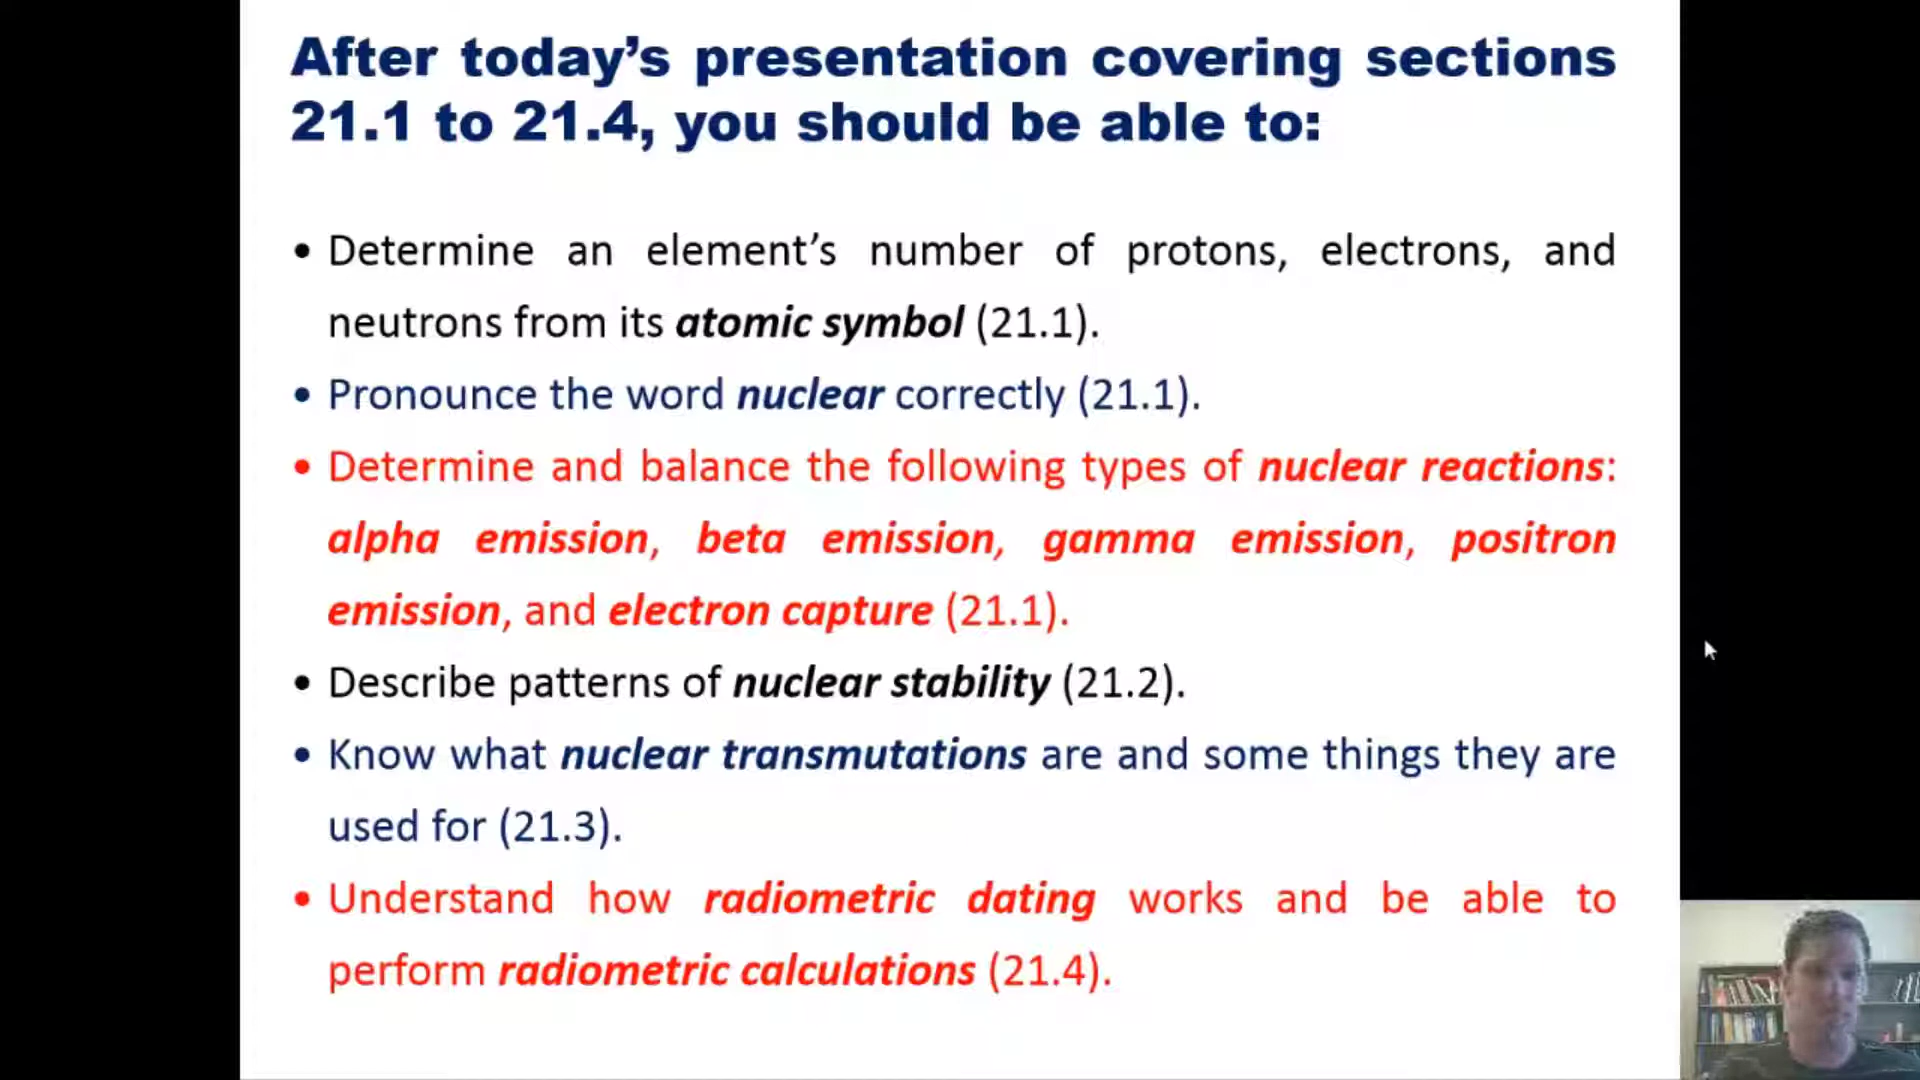 After today’s presentation covering sections
21.1 to 21.4, you should be able to:
• Determine an element’s number of protons, electrons, and
neutrons from its atomic symbol (21.1).
• Pronounce the word nuclear correctly (21.1).
• Determine and balance the following types of nuclear reactions:
alpha emission, beta emission, gamma emission, positron
emission, and electron capture (21.1).
• Describe patterns of nuclear stability (21.2).
• Know what nuclear transmutations are and some things they are
used for (21.3).
• Understand how radiometric dating works and be able to
perform radiometric calculations (21.4).